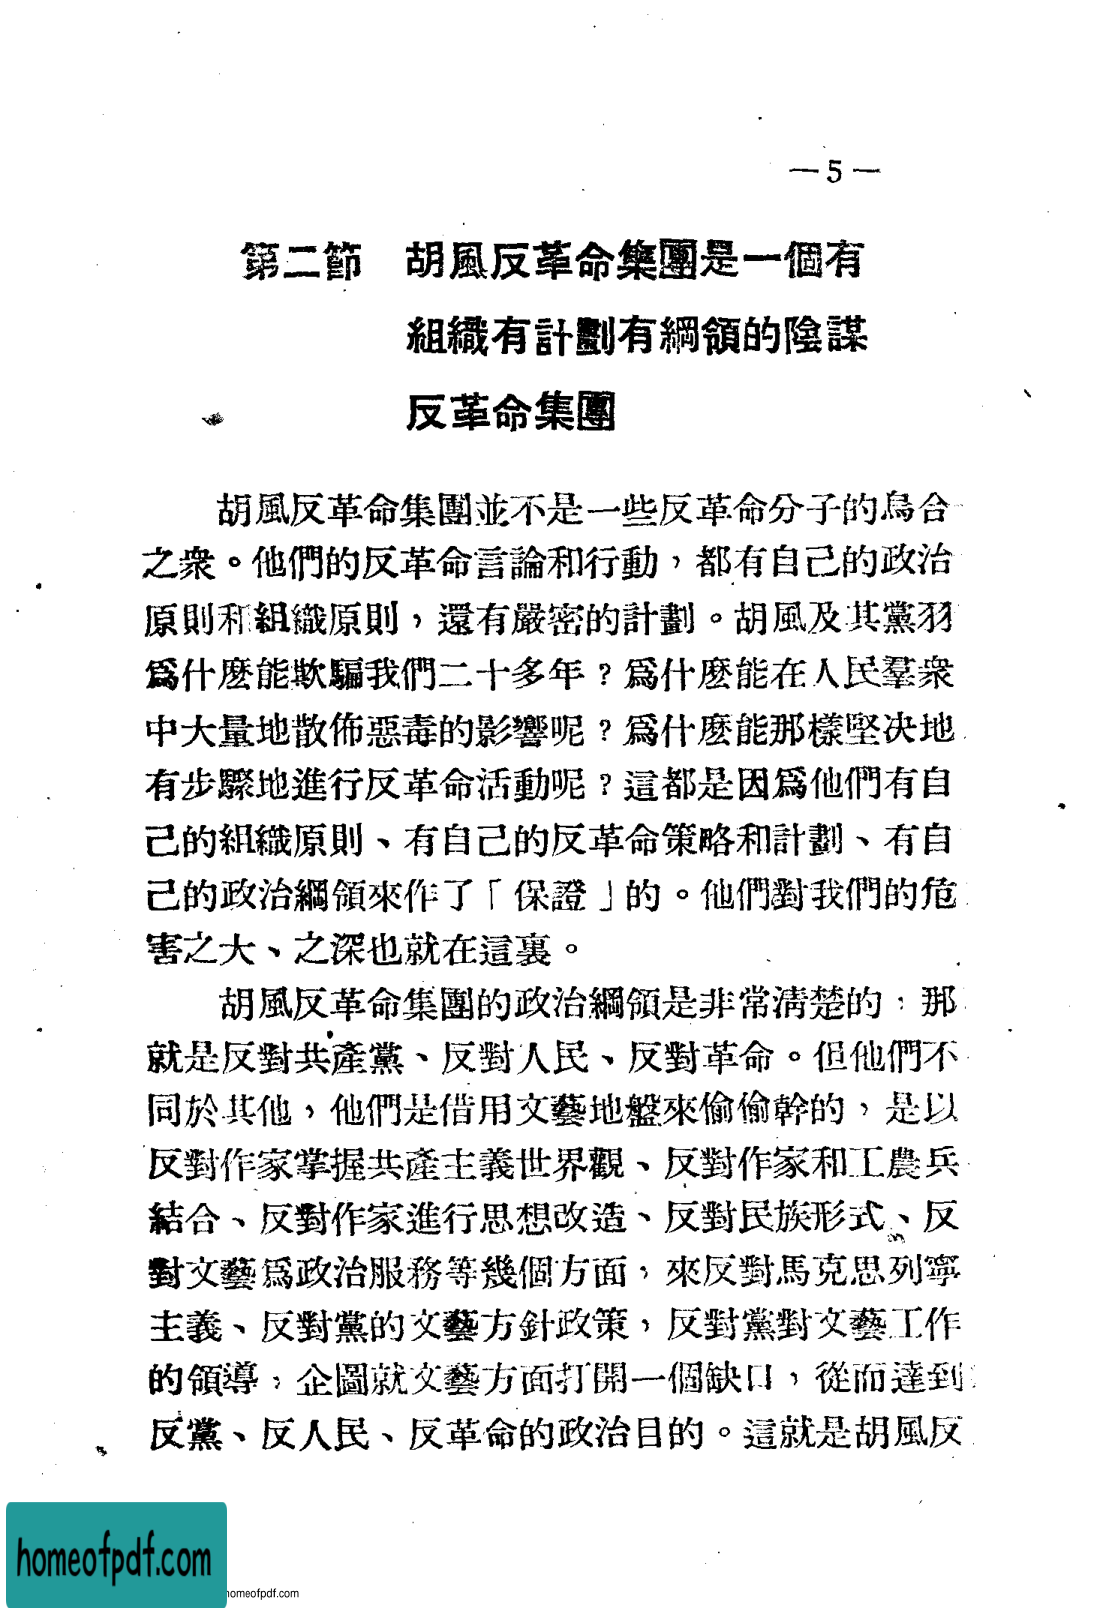 —5—
第二節　胡風反革命集團是一個有
組織有計劃有綱領的陰謀
反革命集團
胡風反革命集團並不是一些反革命分子的烏合
之衆。他們的反革命言論和行動，都有自己的政治
原則和組織原則，還有嚴密的計劃。胡風及其黨羽
爲什麽能欺騙我們二十多年？爲什麽能在人民羣衆
中大量地散佈惡毒的影響呢？爲什麽能那樣堅决地
有步驟地進行反革命活動呢？這都是因爲他們有自
己的組織原則、有自己的反革命策略和計劃、有自
己的政治綱領來作了「保證」的。他們對我們的危
害之大、之深也就在這裏。
胡風反革命集團的政治綱領是非常清楚的：那
就是反對共產黨、反對人民、反對革命。但他們不
同於其他，他們是借用文藝地盤來偷偷幹的，是以
反對作家掌握共產主義世界觀、反對作家和工農兵
結合、反對作家進行思想改造、反對民族形式、反
對文藝爲政治服務等幾個方面，來反對馬克思列寧
主義、反對黨的文藝方針政策，反對黨對文藝工作
的領導，企圖就文藝方面打開一個缺口，從而達到
反黨、反人民、反革命的政治目的。這就是胡風反
homeofpdf.com
homeofpdf.com